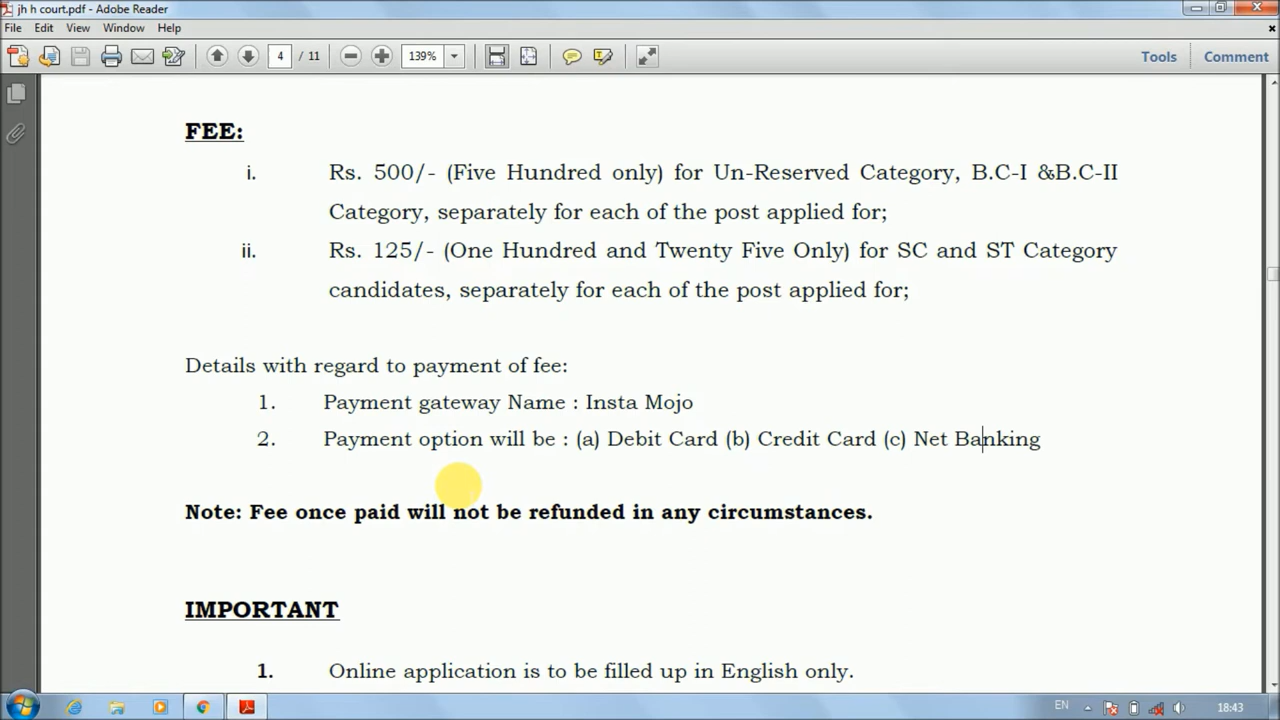 jh h court.pdf - Adobe Reader
File Edit View Window Help
4 / 11 139% Tools Comment
FEE:
i. Rs. 500/- (Five Hundred only) for Un-Reserved Category, B.C-I &B.C-II
Category, separately for each of the post applied for;
ii. Rs. 125/- (One Hundred and Twenty Five Only) for SC and ST Category
candidates, separately for each of the post applied for;
Details with regard to payment of fee:
1. Payment gateway Name : Insta Mojo
2. Payment option will be : (a) Debit Card (b) Credit Card (c) Net Banking
Note: Fee once paid will not be refunded in any circumstances.
IMPORTANT
1. Online application is to be filled up in English only.
EN 18:43